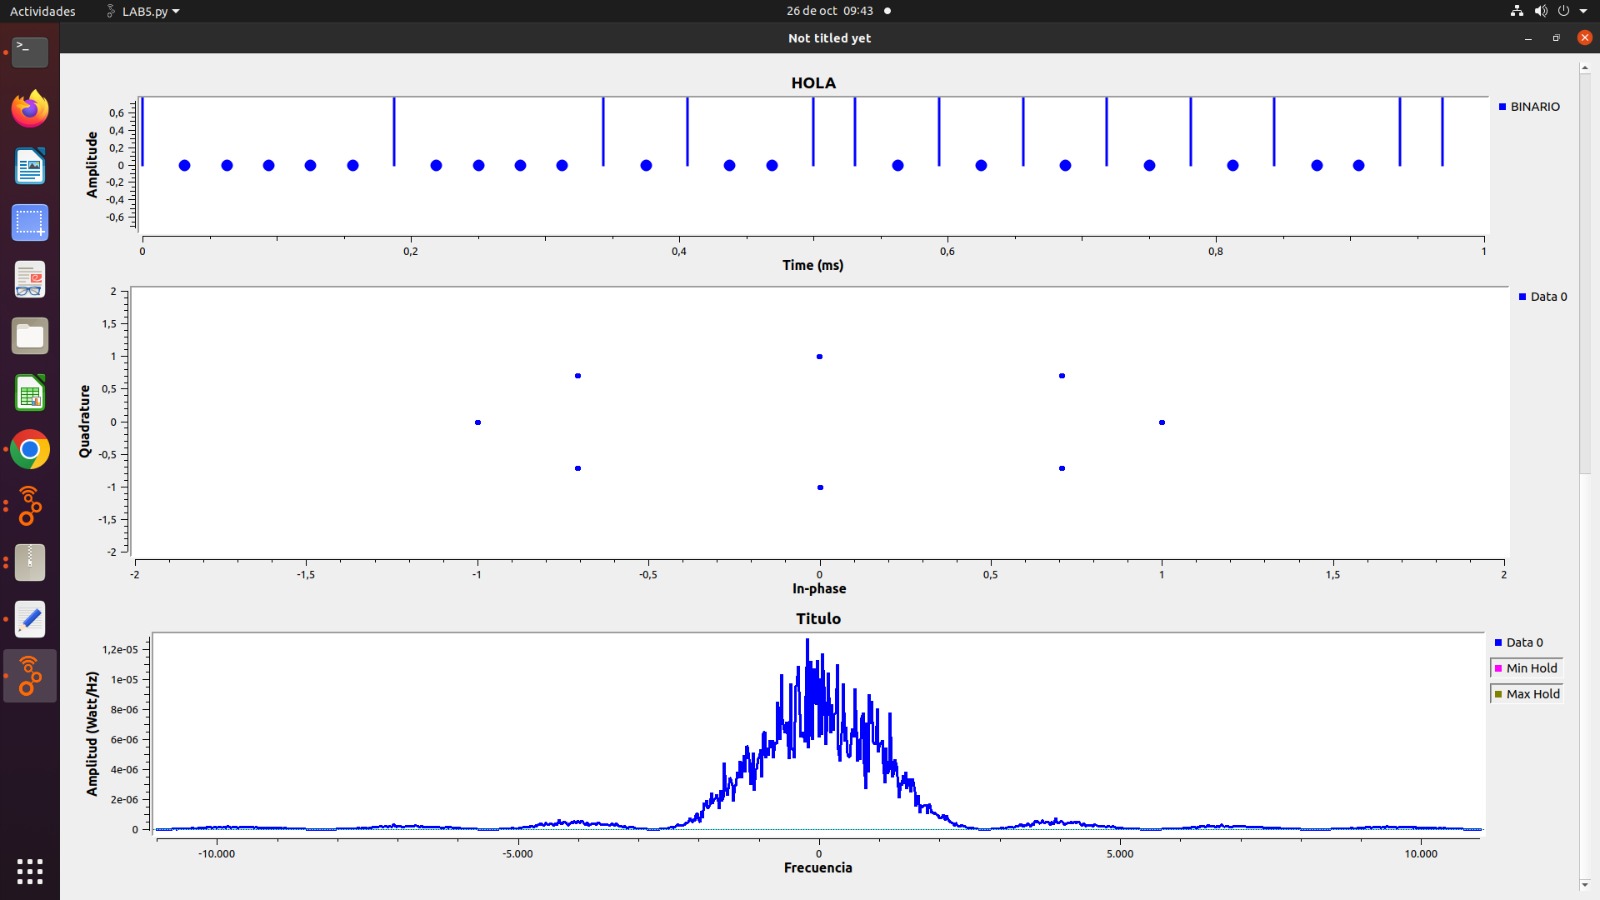 Actividades LAB5.py 26 de oct 09:43
Not titled yet
HOLA
Amplitude
0,6
0,4
0,2
0
-0,2
-0,4
-0,6
BINARIO
0 0,2 0,4 0,6 0,8 1
Time (ms)
Quadrature
2
1,5
1
0,5
0
-0,5
-1
-1,5
-2
Data 0
-2 -1,5 -1 -0,5 0 0,5 1 1,5 2
In-phase
Titulo
Amplitud (Watt/Hz)
1,2e-05
1e-05
8e-06
6e-06
4e-06
2e-06
0
Data 0
Min Hold
Max Hold
-10.000 -5.000 0 5.000 10.000
Frecuencia